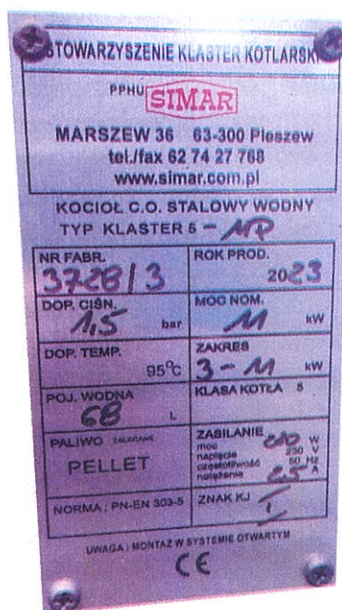 STOWARZYSZENIE KLASTER KOTLARSKI
PPHU SIMAR
MARSZEW 36 63-300 Pleszew
tel./fax 62 74 27 768
www.simar.com.pl
KOCIOŁ C.O. STALOWY WODNY
TYP KLASTER 5 - NP
NR FABR. 3728/3
ROK PROD. 2023
DOP. CIŚN. 1,5 bar
MOC NOM. 11 kW
DOP. TEMP. 95°C
ZAKRES 3-11 kW
POJ. WODNA 68 L
KLASA KOTŁA 5
PALIWO ZALECANE
PELLET
ZASILANIE
moc W
napięcie 230 V
częstotliwość 50 Hz
natężenie A
NORMA : PN-EN 303-5
ZNAK KJ
UWAGA : MONTAŻ W SYSTEMIE OTWARTYM
CE